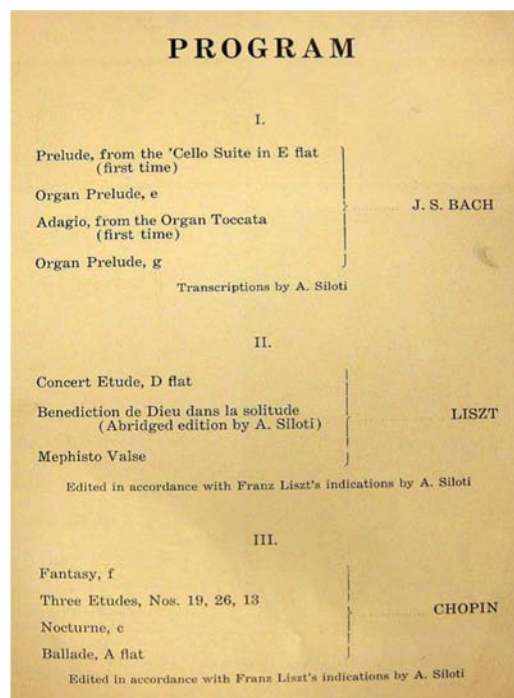 PROGRAM
I.
Prelude, from the 'Cello Suite in E flat
(first time)
Organ Prelude, e
Adagio, from the Organ Toccata
(first time)
Organ Prelude, g
J. S. BACH
Transcriptions by A. Siloti
II.
Concert Etude, D flat
Benediction de Dieu dans la solitude
(Abridged edition by A. Siloti)
Mephisto Valse
LISZT
Edited in accordance with Franz Liszt's indications by A. Siloti
III.
Fantasy, f
Three Etudes, Nos. 19, 26, 13
Nocturne, c
Ballade, A flat
CHOPIN
Edited in accordance with Franz Liszt's indications by A. Siloti